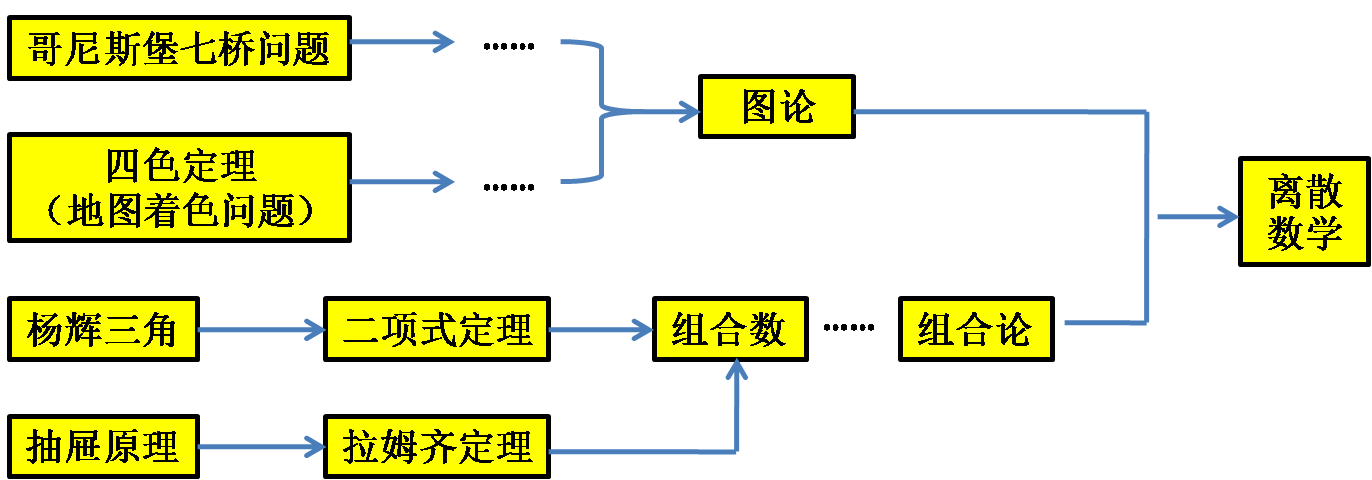 哥尼斯堡七桥问题
……
图论
四色定理
（地图着色问题）
……
离散
数学
杨辉三角
二项式定理
组合数
……
组合论
抽屉原理
拉姆齐定理